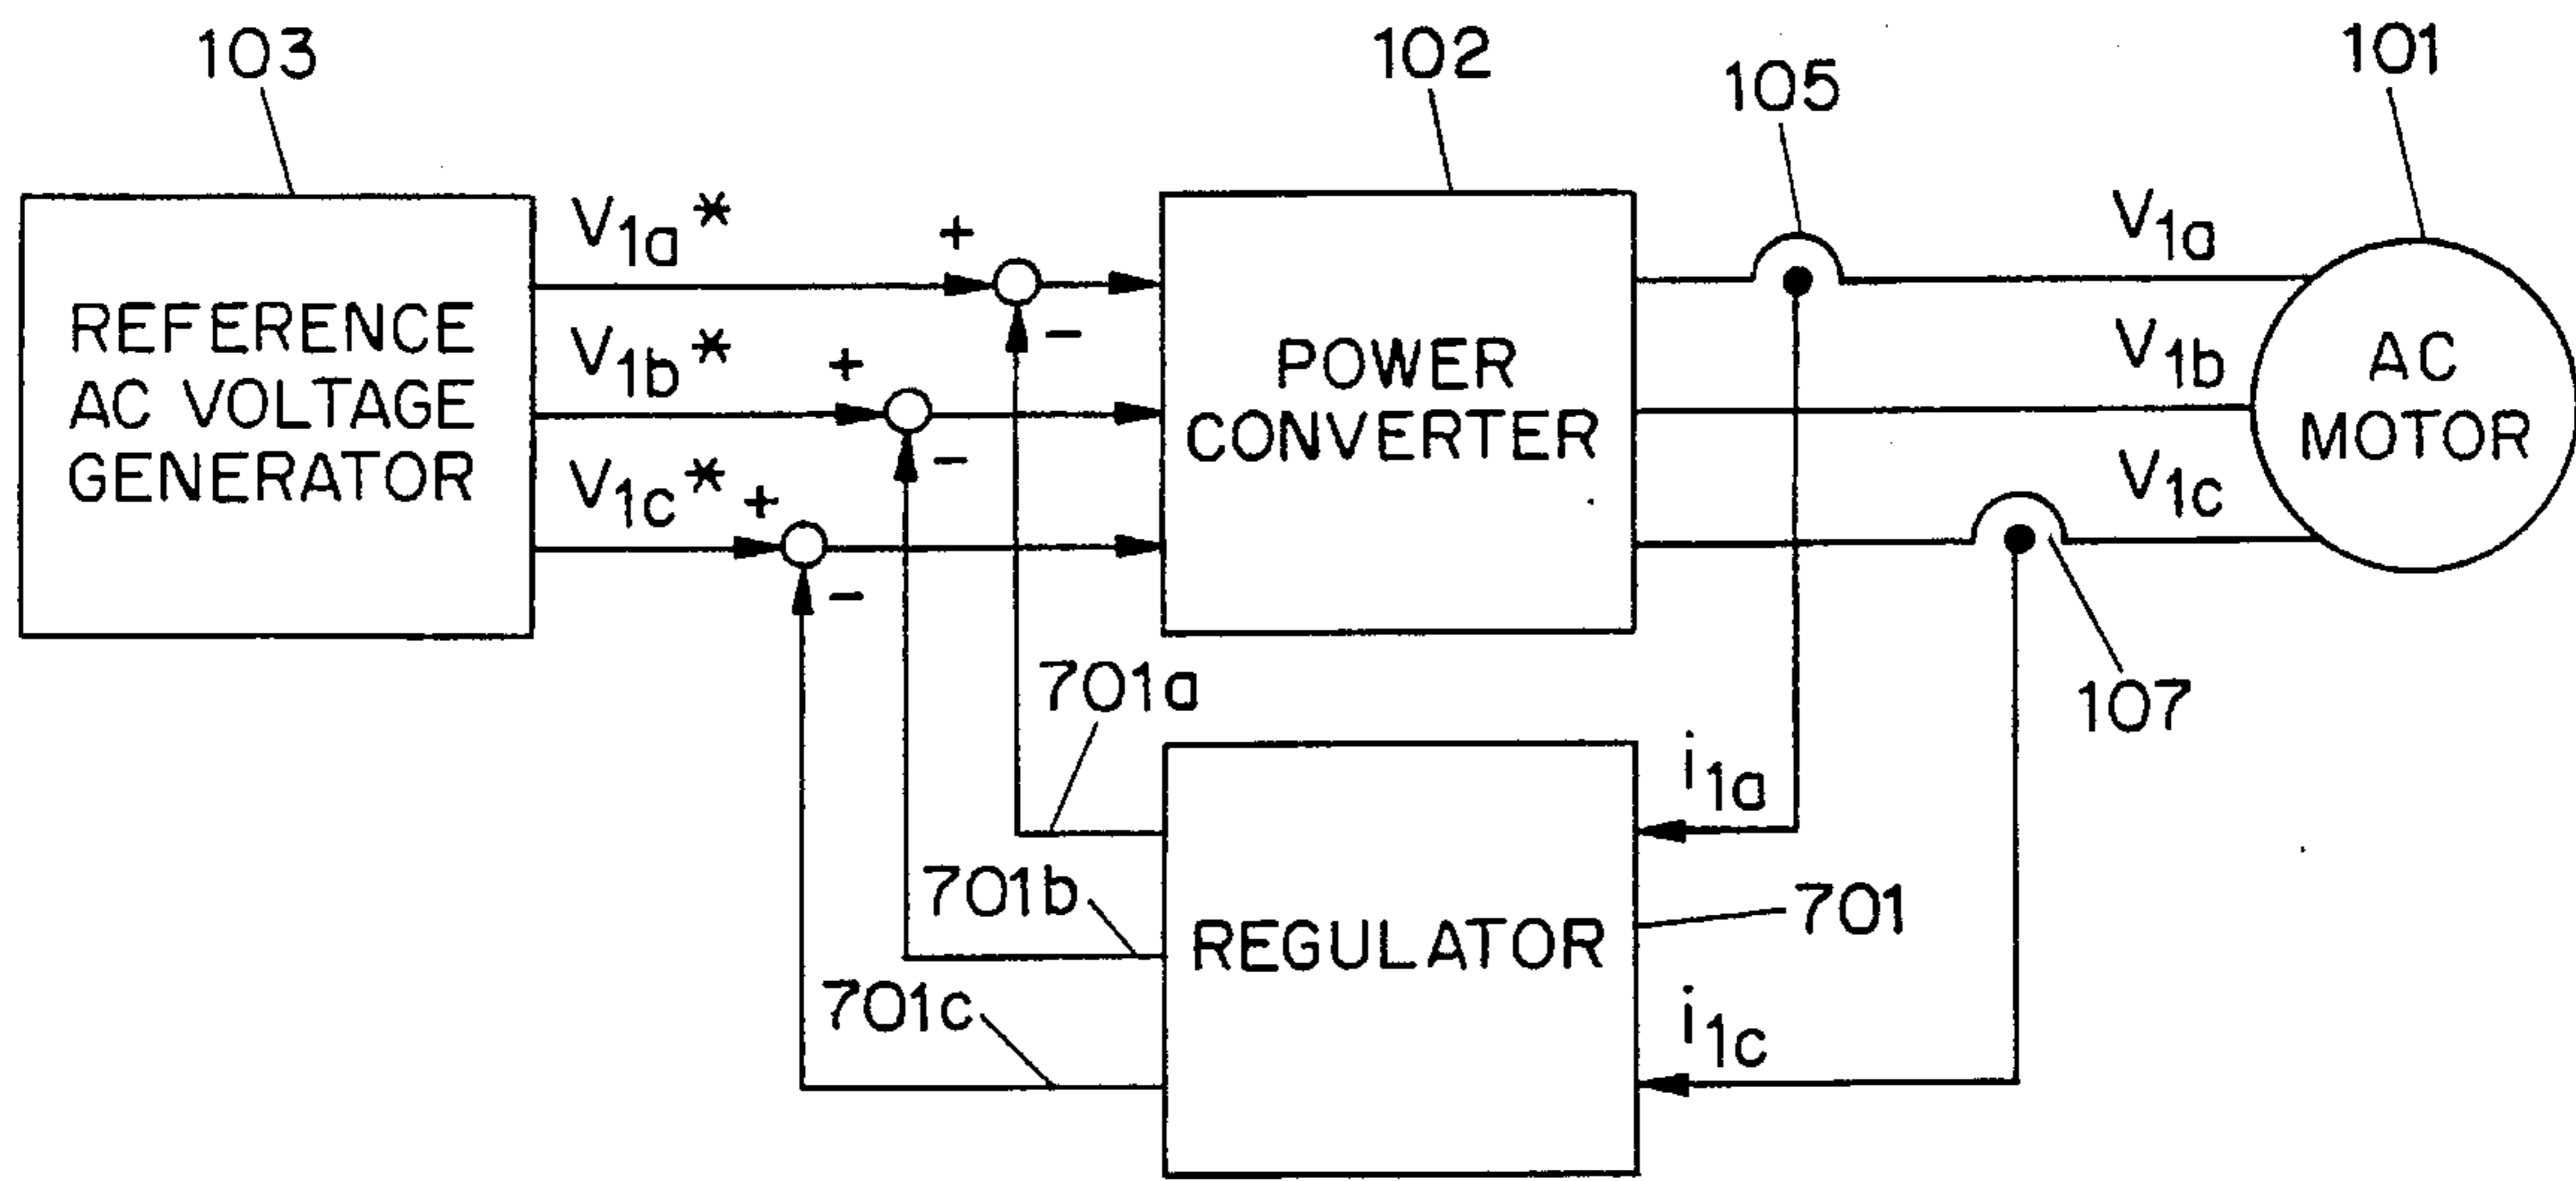 103
102
105
101
V1a*
+
V1a
REFERENCE
AC VOLTAGE
GENERATOR
-
V1b*
+
POWER
CONVERTER
V1b
AC
MOTOR
-
V1c*
+
V1c
-
107
701a
i1a
701b
REGULATOR
701
701c
i1c